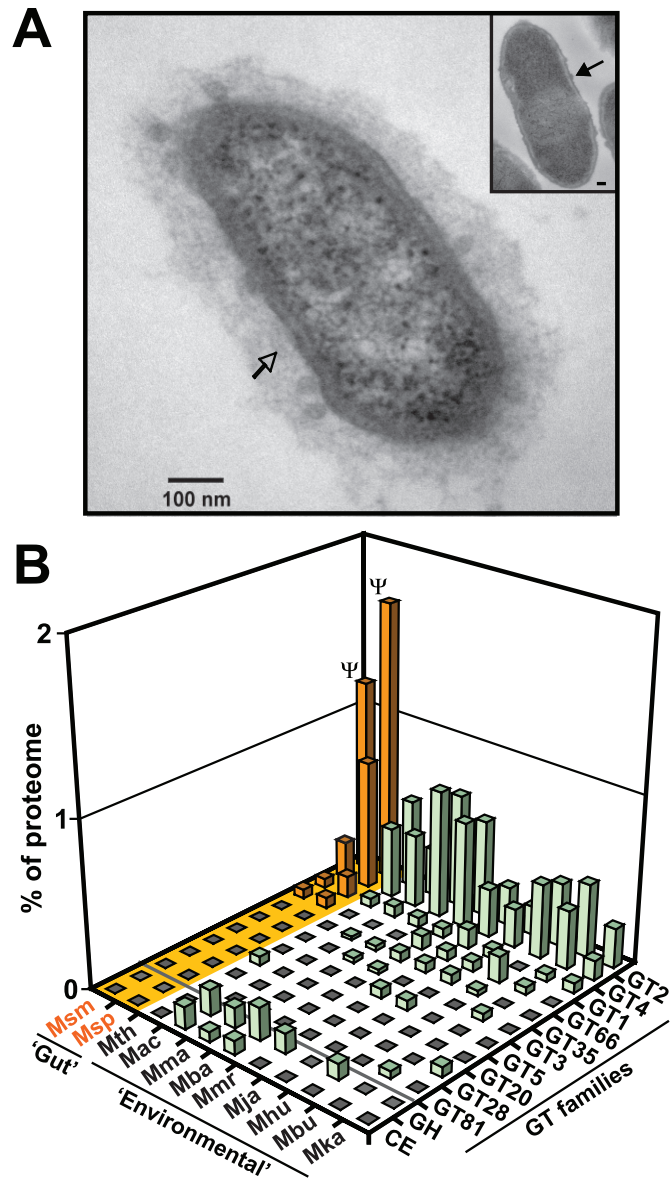 A
100 nm
B
Ψ
Ψ
2
1
0
% of proteome
Msm
Msp
Mth
Mac
Mma
Mba
Mmr
Mja
Mhu
Mbu
Mka
'Gut'
'Environmental'
CE
GH
GT81
GT28
GT20
GT5
GT3
GT35
GT66
GT1
GT4
GT2
GT families